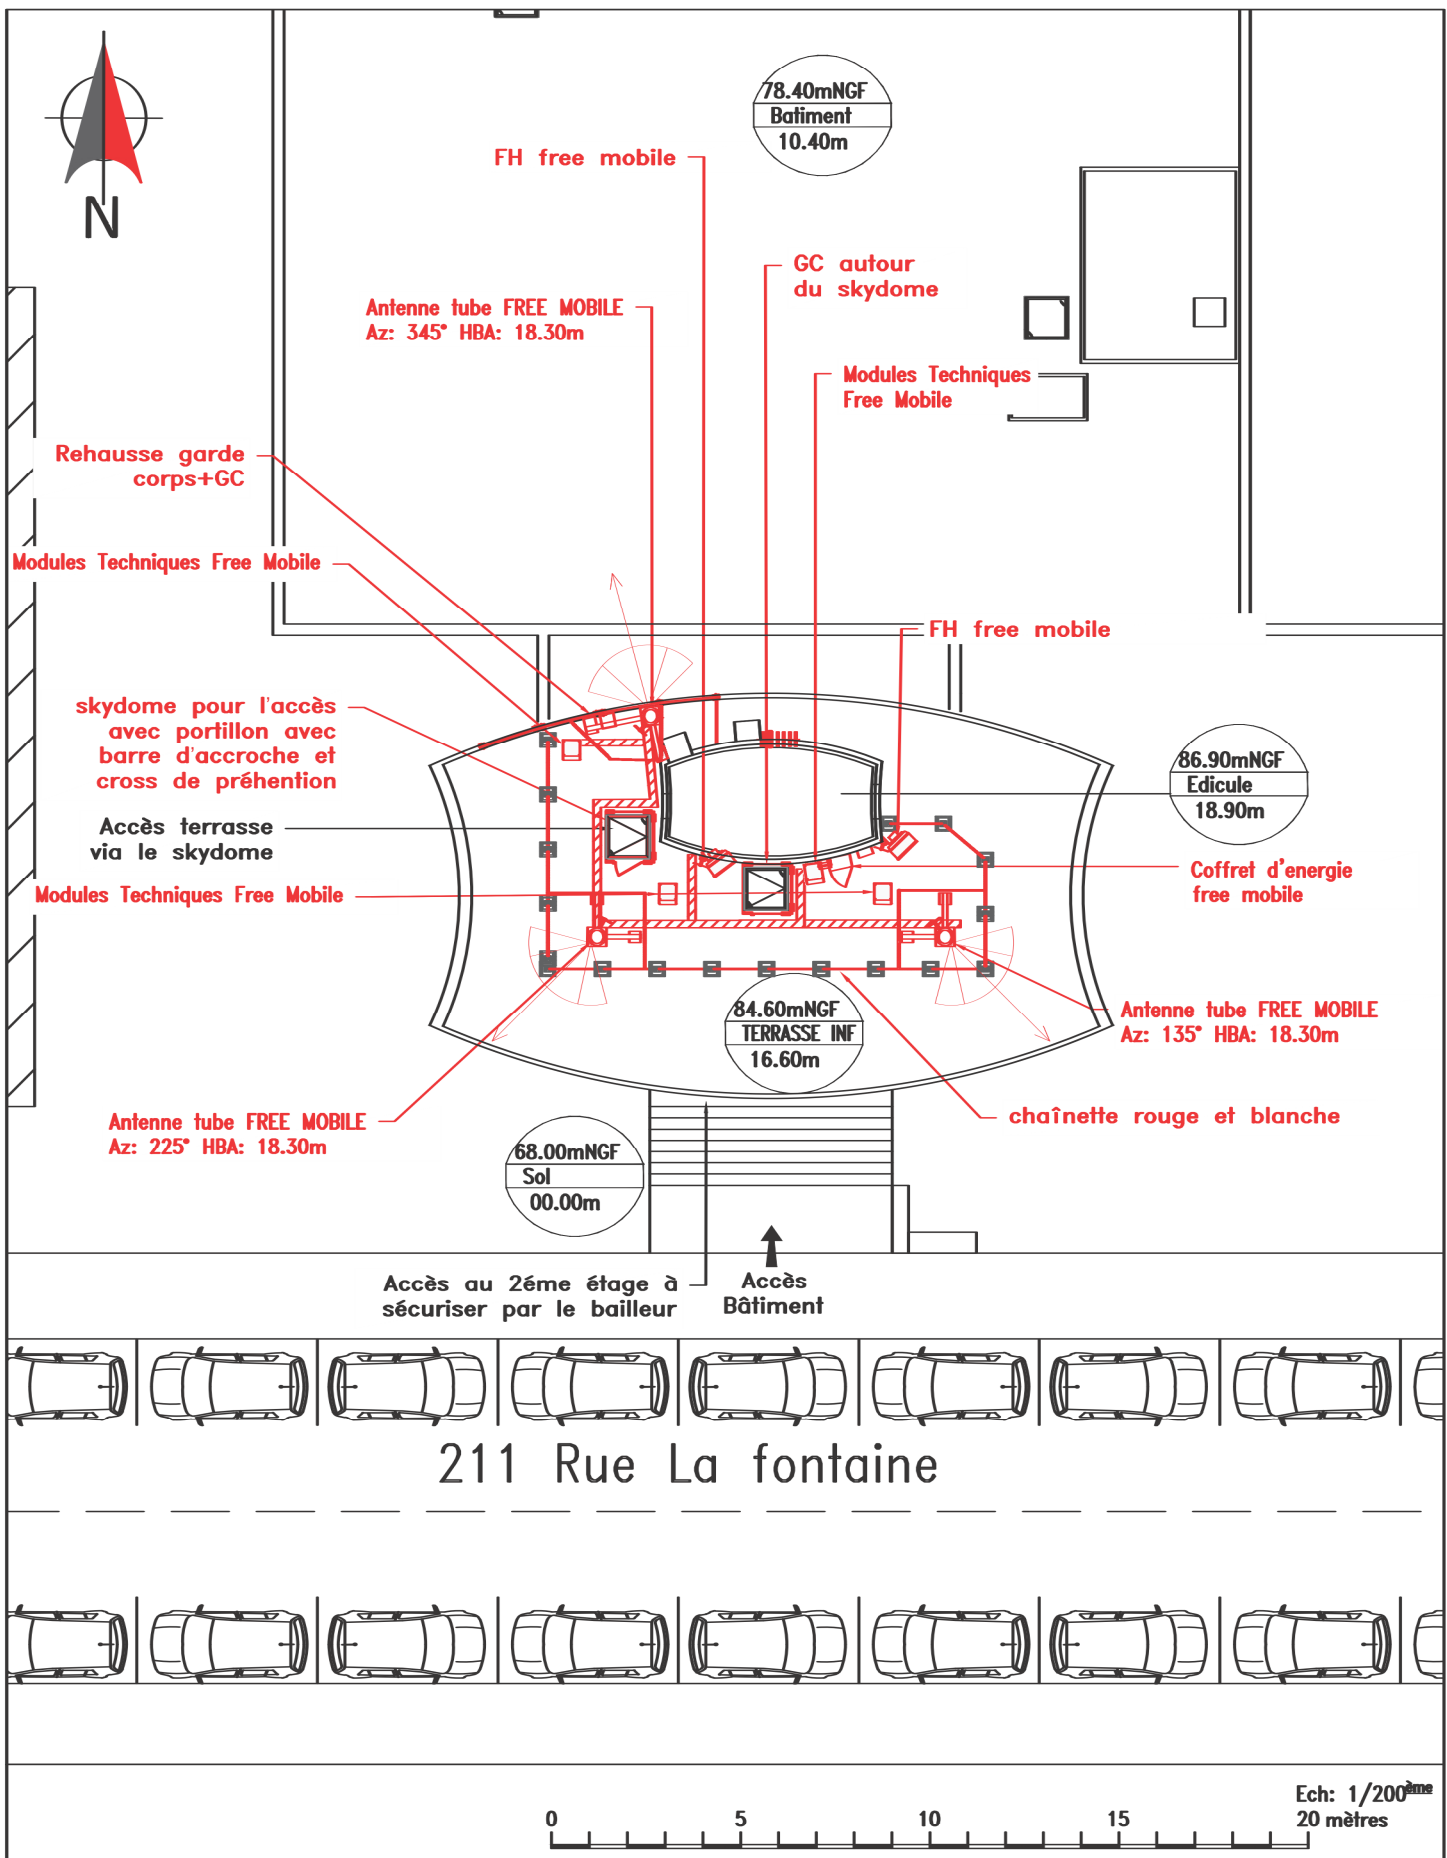 N
78.40mNGF
Batiment
10.40m
FH free mobile
GC autour
du skydome
Antenne tube FREE MOBILE
Az: 345° HBA: 18.30m
Modules Techniques
Free Mobile
Rehausse garde
corps+GC
Modules Techniques Free Mobile
FH free mobile
skydome pour l'accès
avec portillon avec
barre d'accroche et
cross de préhention
86.90mNGF
Edicule
18.90m
Accès terrasse
via le skydome
Coffret d'energie
free mobile
Modules Techniques Free Mobile
84.60mNGF
TERRASSE INF
16.60m
Antenne tube FREE MOBILE
Az: 135° HBA: 18.30m
Antenne tube FREE MOBILE
Az: 225° HBA: 18.30m
chaînette rouge et blanche
68.00mNGF
Sol
00.00m
Accès au 2éme étage à
sécuriser par le bailleur
Accès
Bâtiment
211 Rue La fontaine
Ech: 1/200ème
0 5 10 15 20 mètres